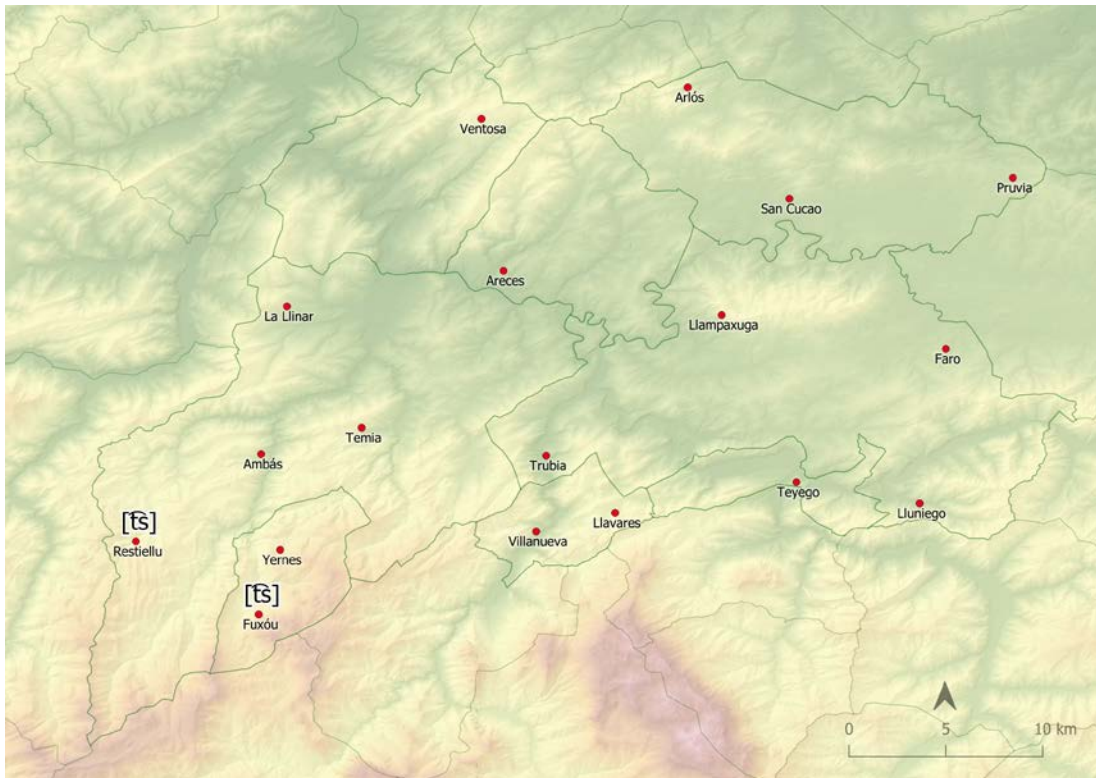 Arlós
Ventosa
Pruvia
San Cucao
Areces
La Llinar
Llampaxuga
Faro
Temia
Ambás
Trubia
Teyego
Lluniego
Llavares
[t͡s]
Villanueva
Restiellu
Yernes
[t͡s]
Fuxóu
0 5 10 km